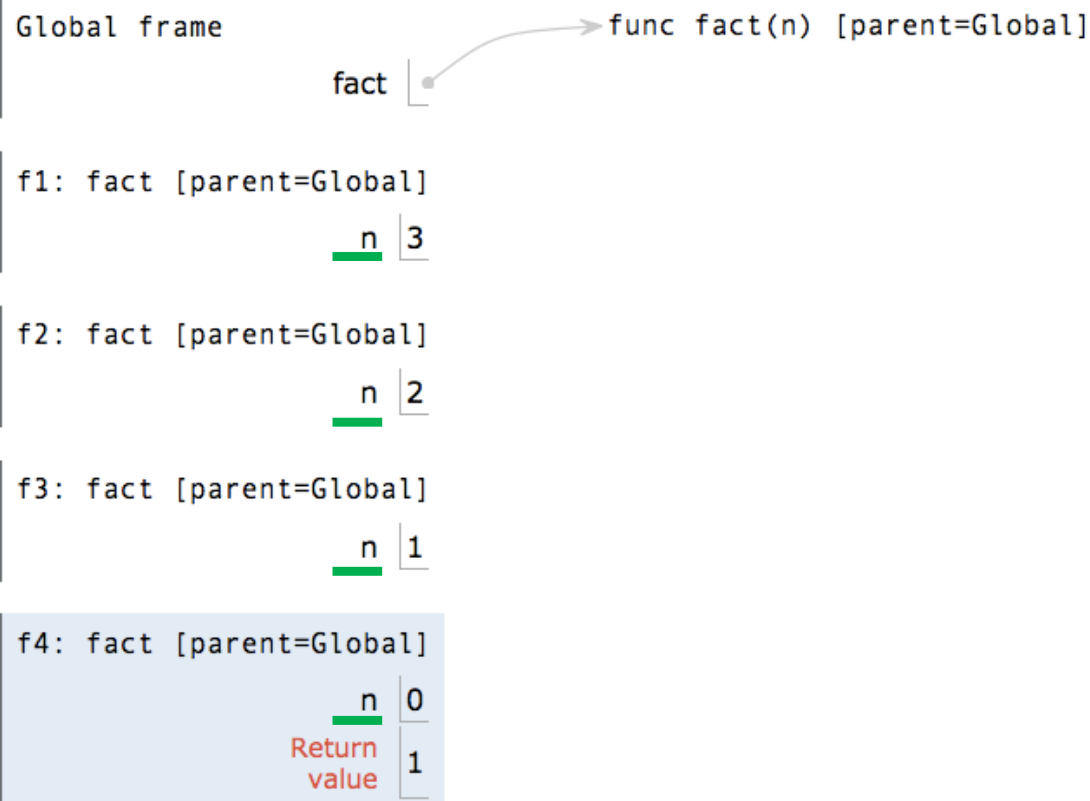 Global frame
func fact(n) [parent=Global]
fact
f1: fact [parent=Global]
n 3
f2: fact [parent=Global]
n 2
f3: fact [parent=Global]
n 1
f4: fact [parent=Global]
n 0
Return
value 1